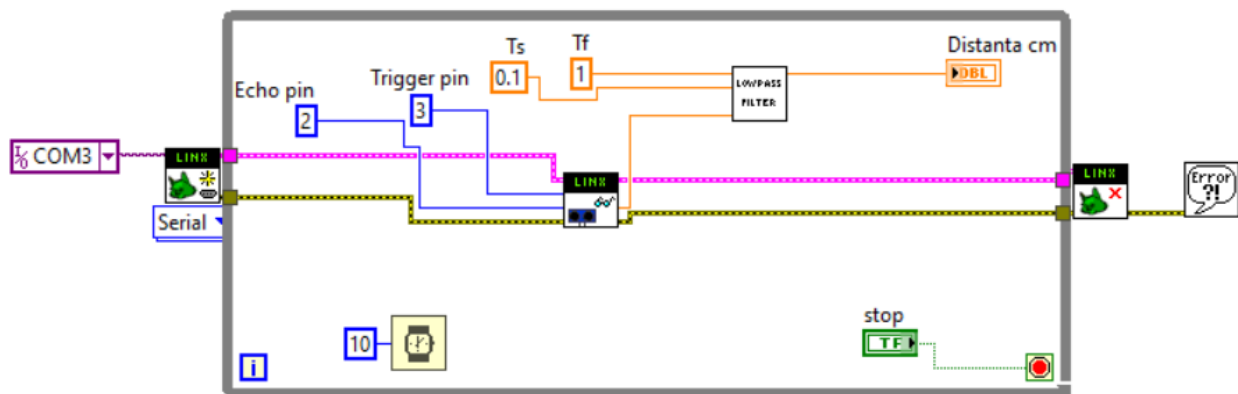 Ts
Tf
Distanta cm
0.1
1
LOWPASS
FILTER
DBL
Echo pin
Trigger pin
2
3
I/O COM3
LINX
Serial
LINX
LINX
Error
?!
10
stop
TF
i